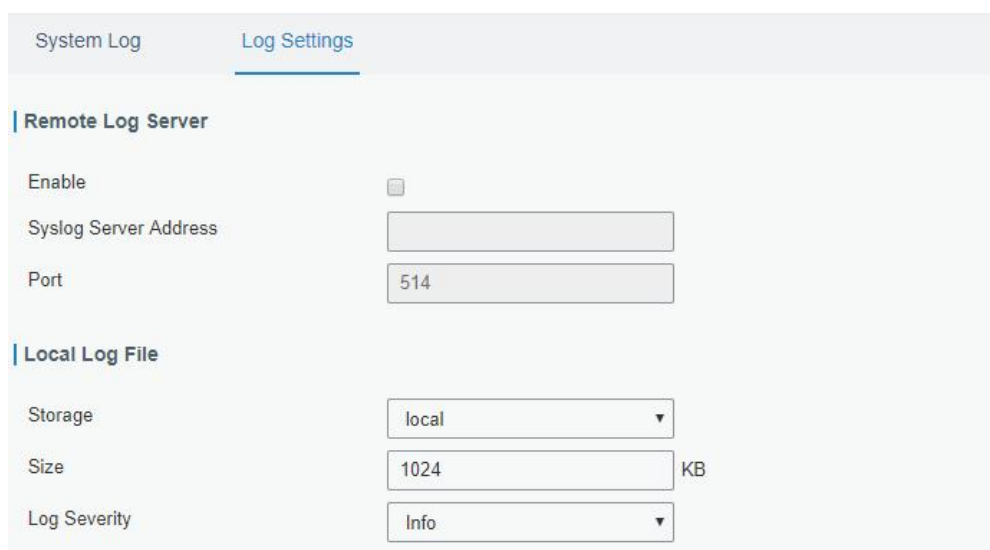 System Log Log Settings
Remote Log Server
Enable
Syslog Server Address
Port 514
Local Log File
Storage local
Size 1024 KB
Log Severity Info